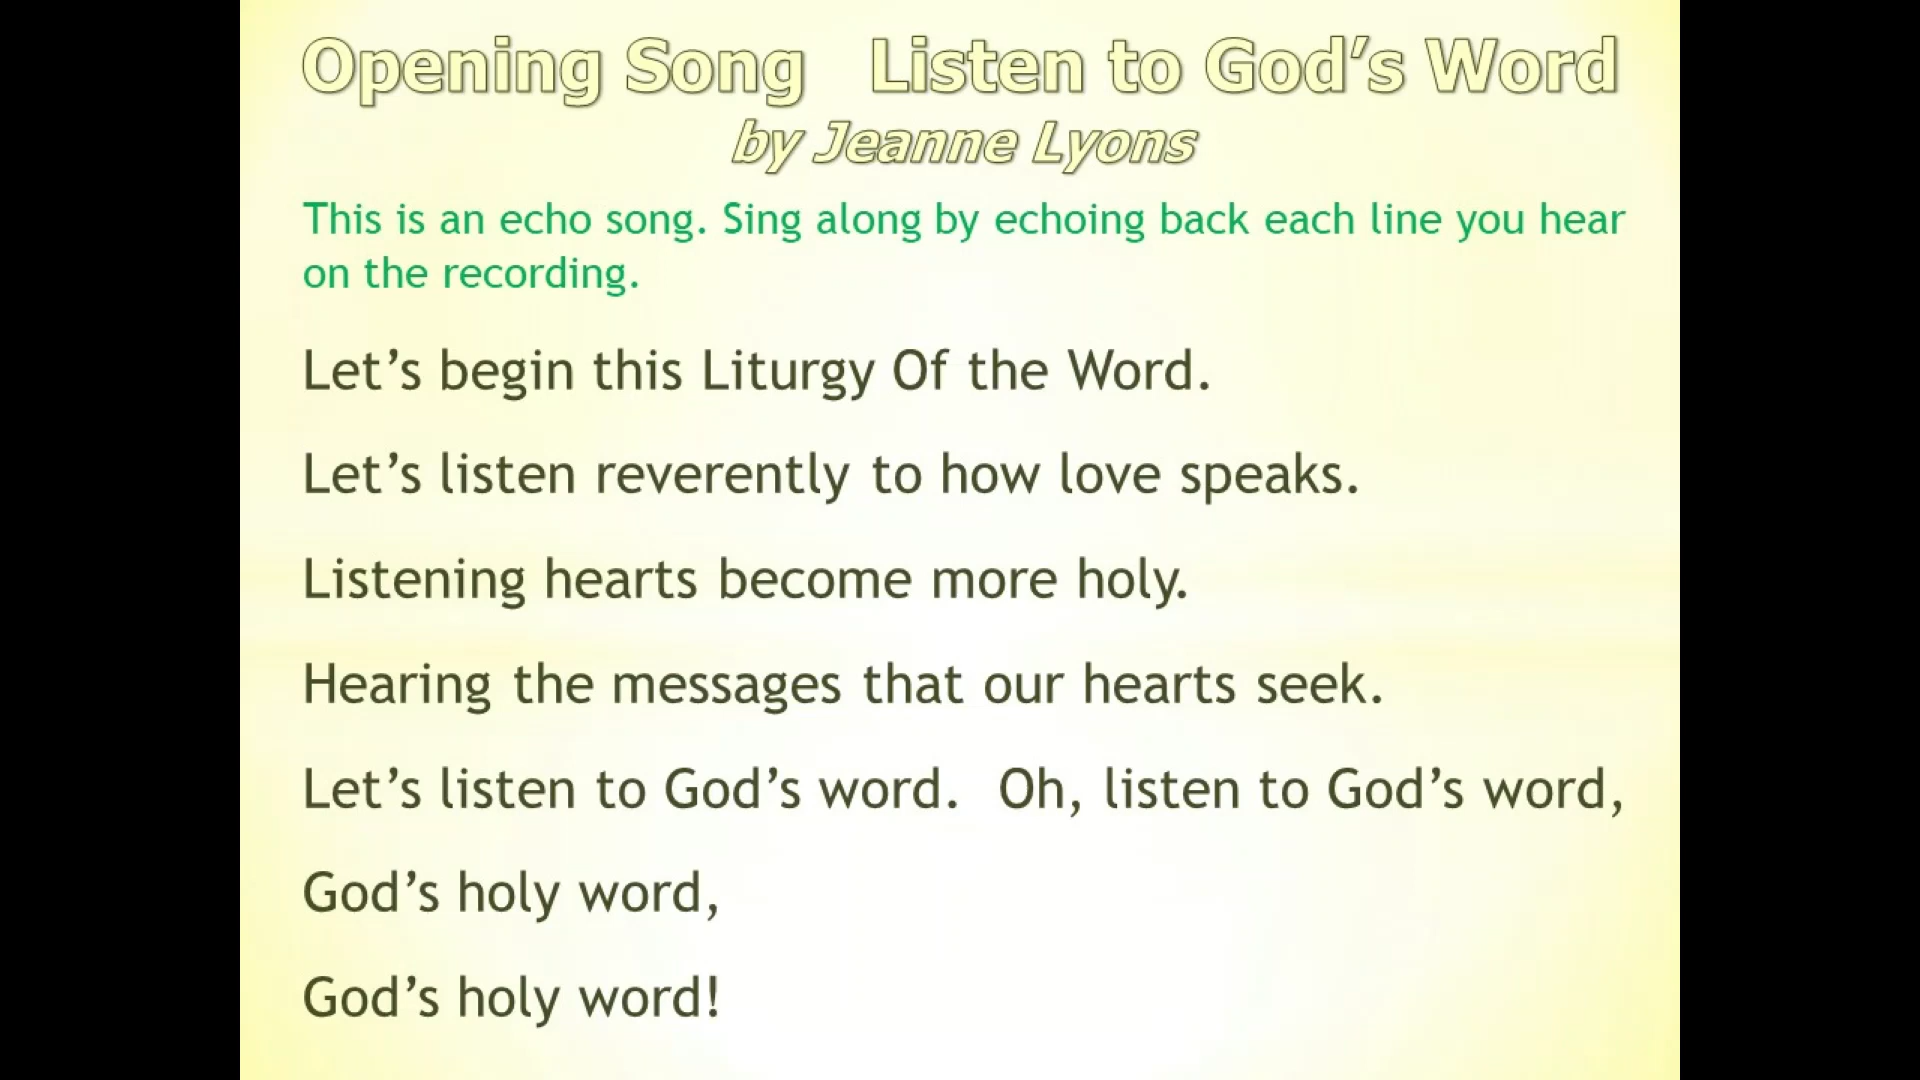 Opening Song   Listen to God’s Word
by Jeanne Lyons
This is an echo song. Sing along by echoing back each line you hear
on the recording.
Let’s begin this Liturgy Of the Word.
Let’s listen reverently to how love speaks.
Listening hearts become more holy.
Hearing the messages that our hearts seek.
Let’s listen to God’s word.  Oh, listen to God’s word,
God’s holy word,
God’s holy word!